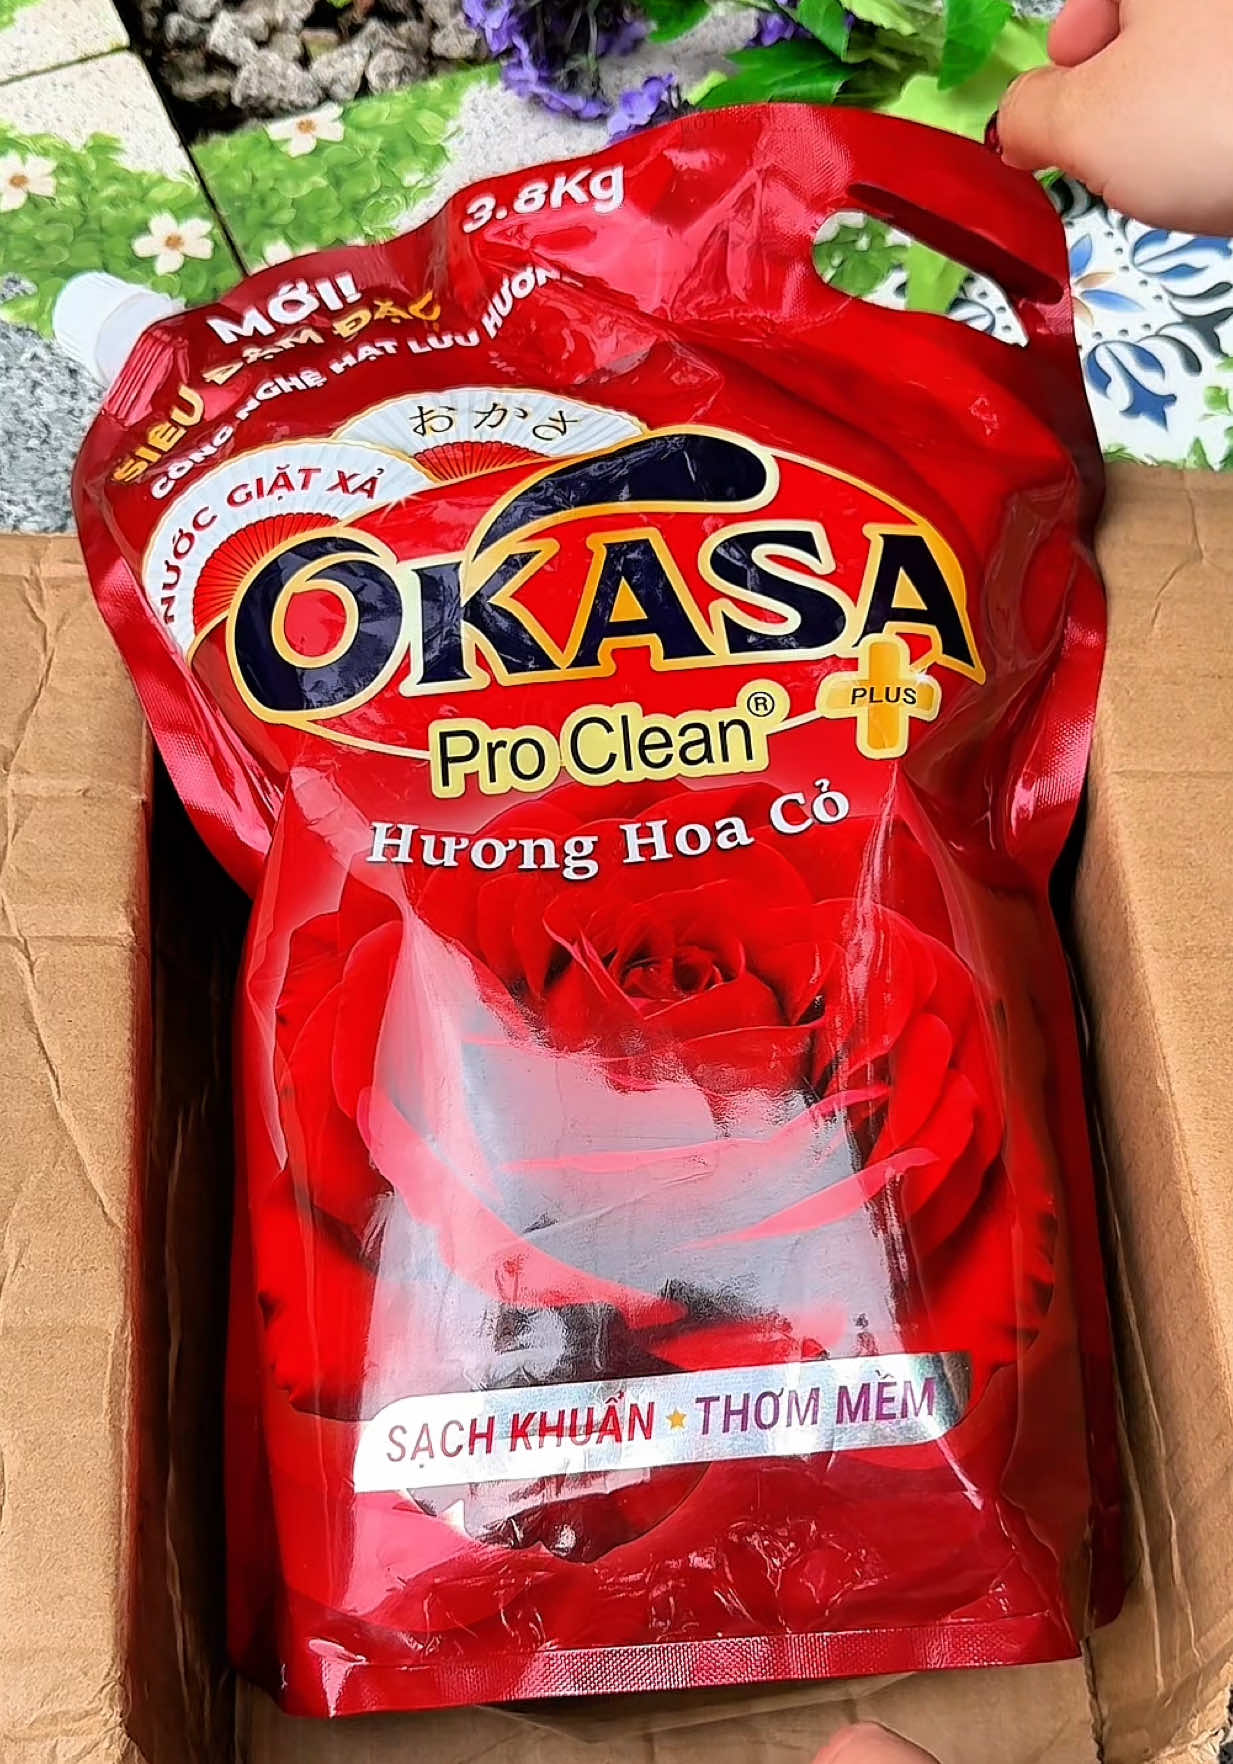 3.8Kg
MỚI!
SIÊU ĐẬM ĐẶC
CÔNG NGHỆ HẠT LƯU HƯƠNG
おかさ
NƯỚC GIẶT XẢ
OKASA
PLUS
Pro Clean®
Hương Hoa Cỏ
SẠCH KHUẨN ★ THƠM MỀM